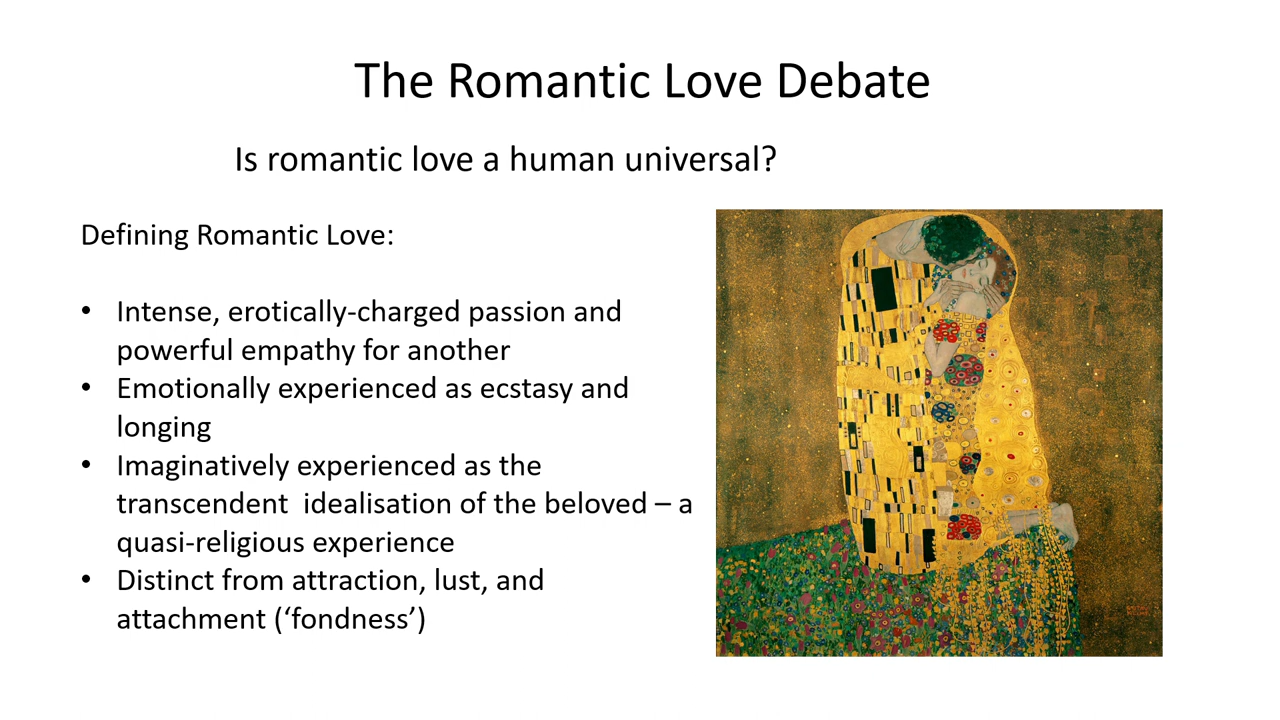 The Romantic Love Debate
Is romantic love a human universal?
Defining Romantic Love:
• Intense, erotically-charged passion and
powerful empathy for another
• Emotionally experienced as ecstasy and
longing
• Imaginatively experienced as the
transcendent  idealisation of the beloved – a
quasi-religious experience
• Distinct from attraction, lust, and
attachment (‘fondness’)